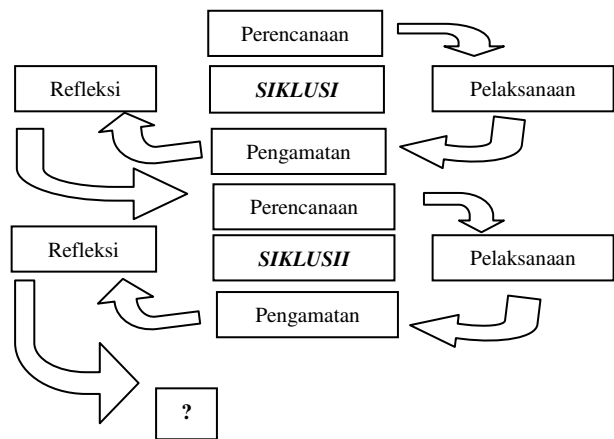 Perencanaan
Refleksi
SIKLUSI
Pelaksanaan
Pengamatan
Perencanaan
Refleksi
SIKLUSII
Pelaksanaan
Pengamatan
?